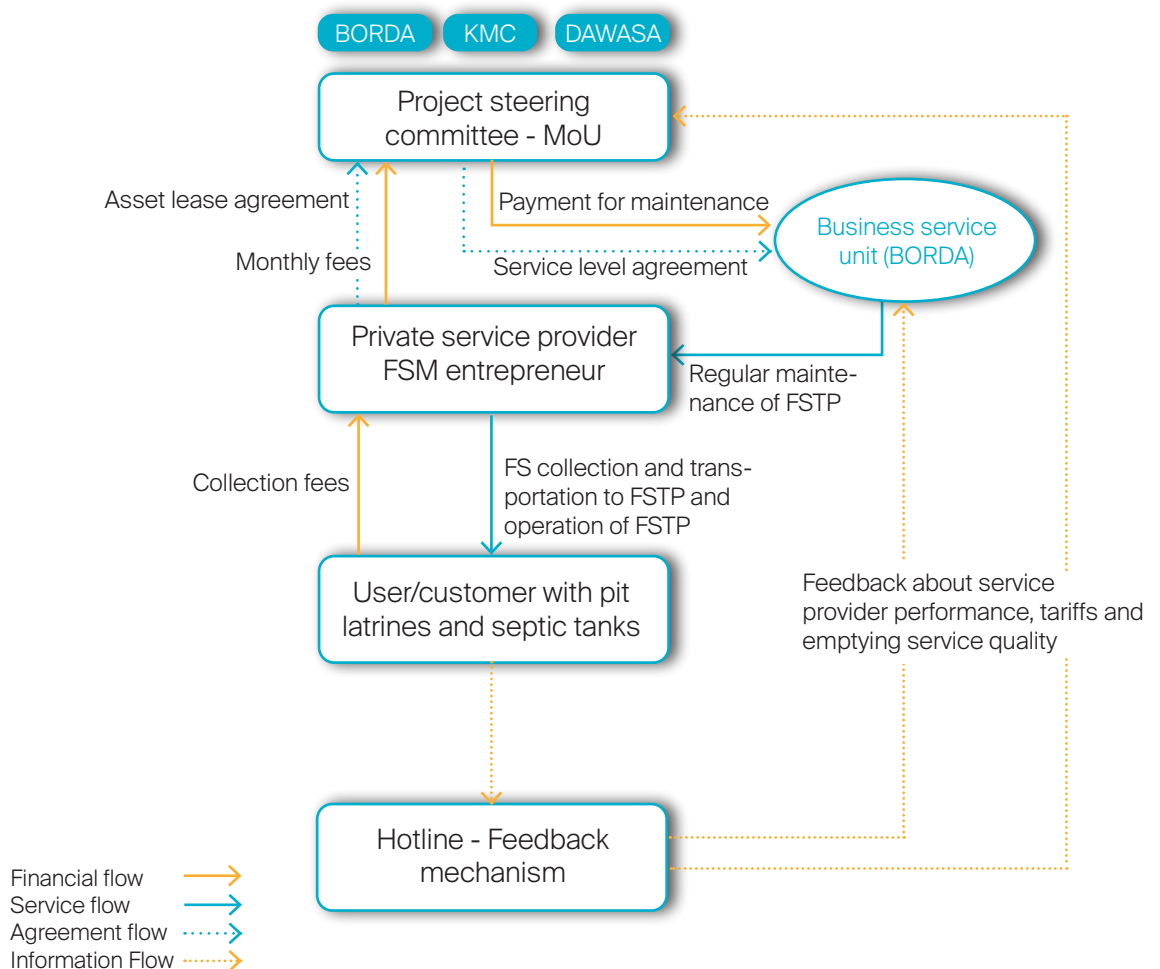 BORDA KMC DAWASA
Project steering
committee - MoU
Asset lease agreement
Monthly fees
Payment for maintenance
Service level agreement
Business service
unit (BORDA)
Private service provider
FSM entrepreneur
Regular mainte-
nance of FSTP
Collection fees
FS collection and trans-
portation to FSTP and
operation of FSTP
User/customer with pit
latrines and septic tanks
Feedback about service
provider performance, tariffs and
emptying service quality
Hotline - Feedback
mechanism
Financial flow
Service flow
Agreement flow
Information Flow